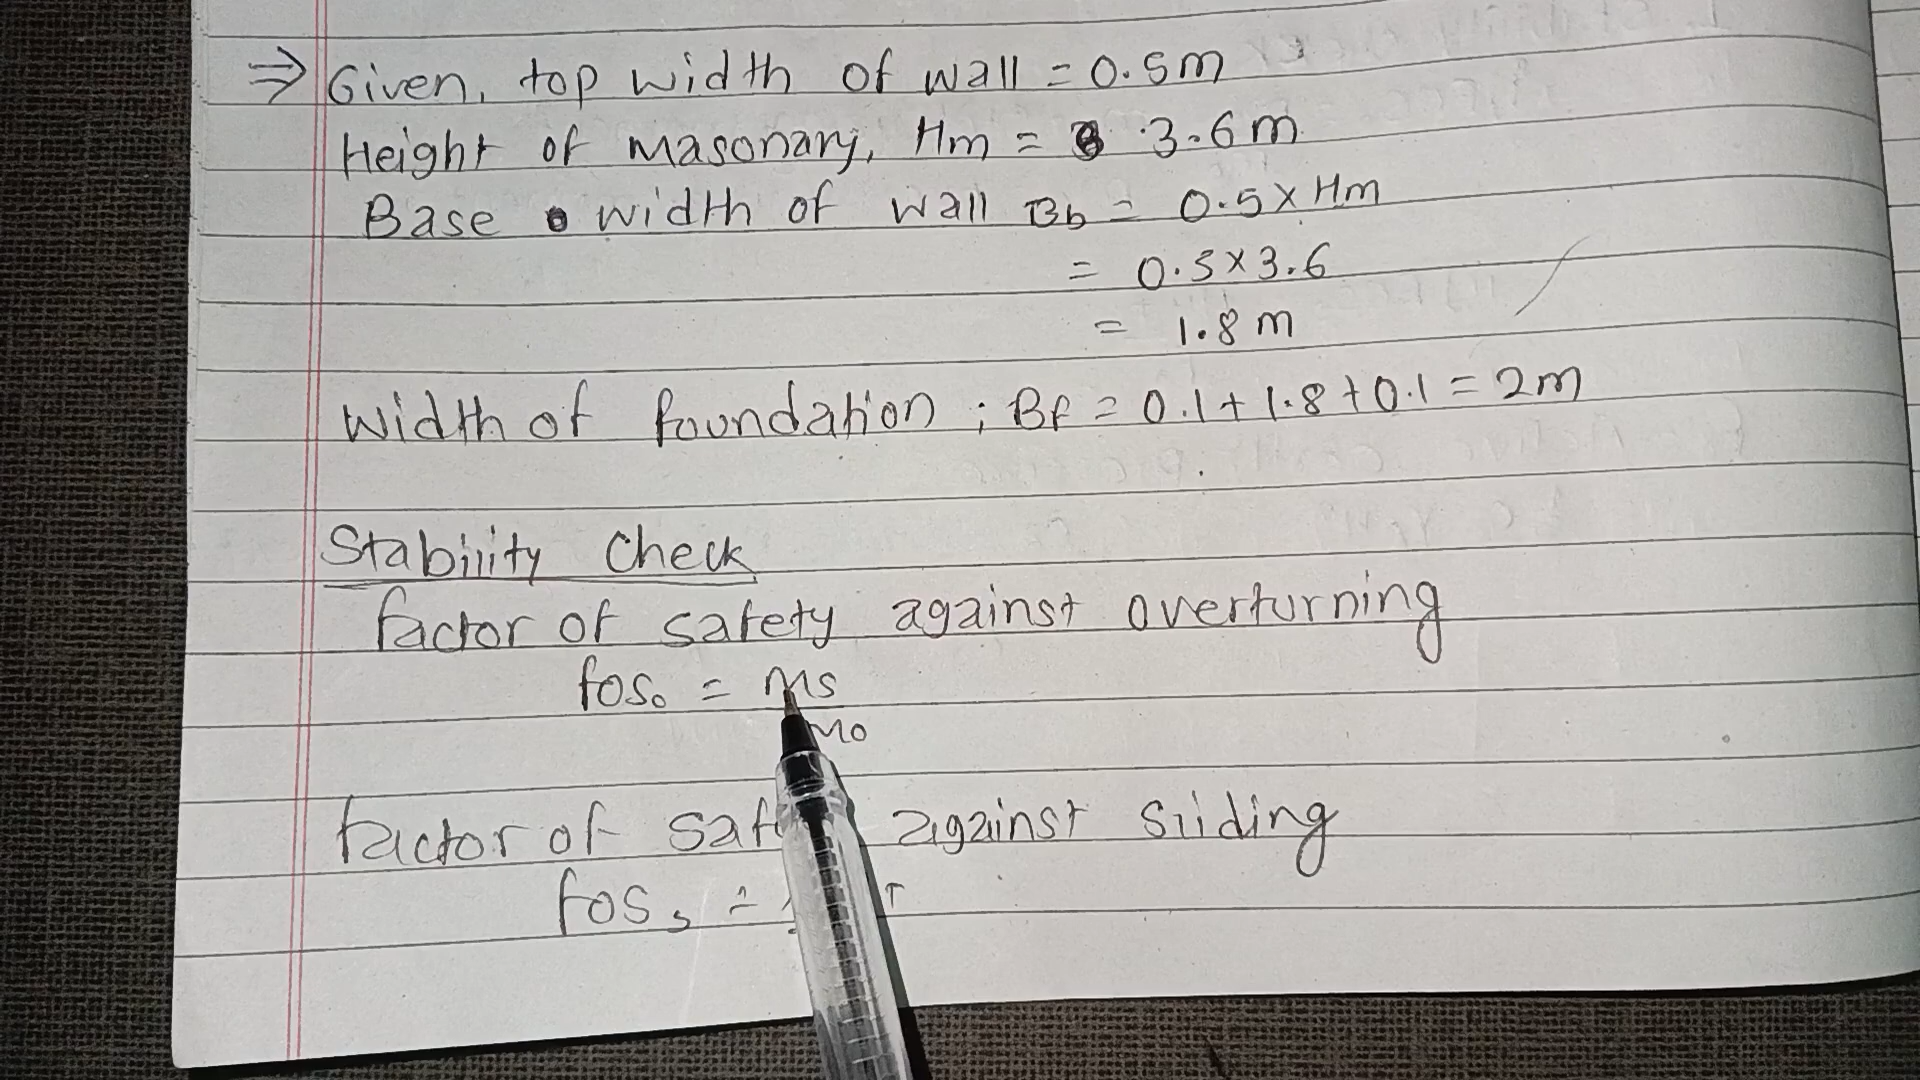 ⇒ Given, top width of wall = 0.5m
Height of masonary, Hm = 3.6m
Base width of wall Bb = 0.5 x Hm
= 0.5 x 3.6
= 1.8 m
Width of foundation ; Bf = 0.1 + 1.8 + 0.1 = 2m
Stability Check
factor of safety against overturning
fos₀ = Ms
Mo
factor of against sliding
fos s =